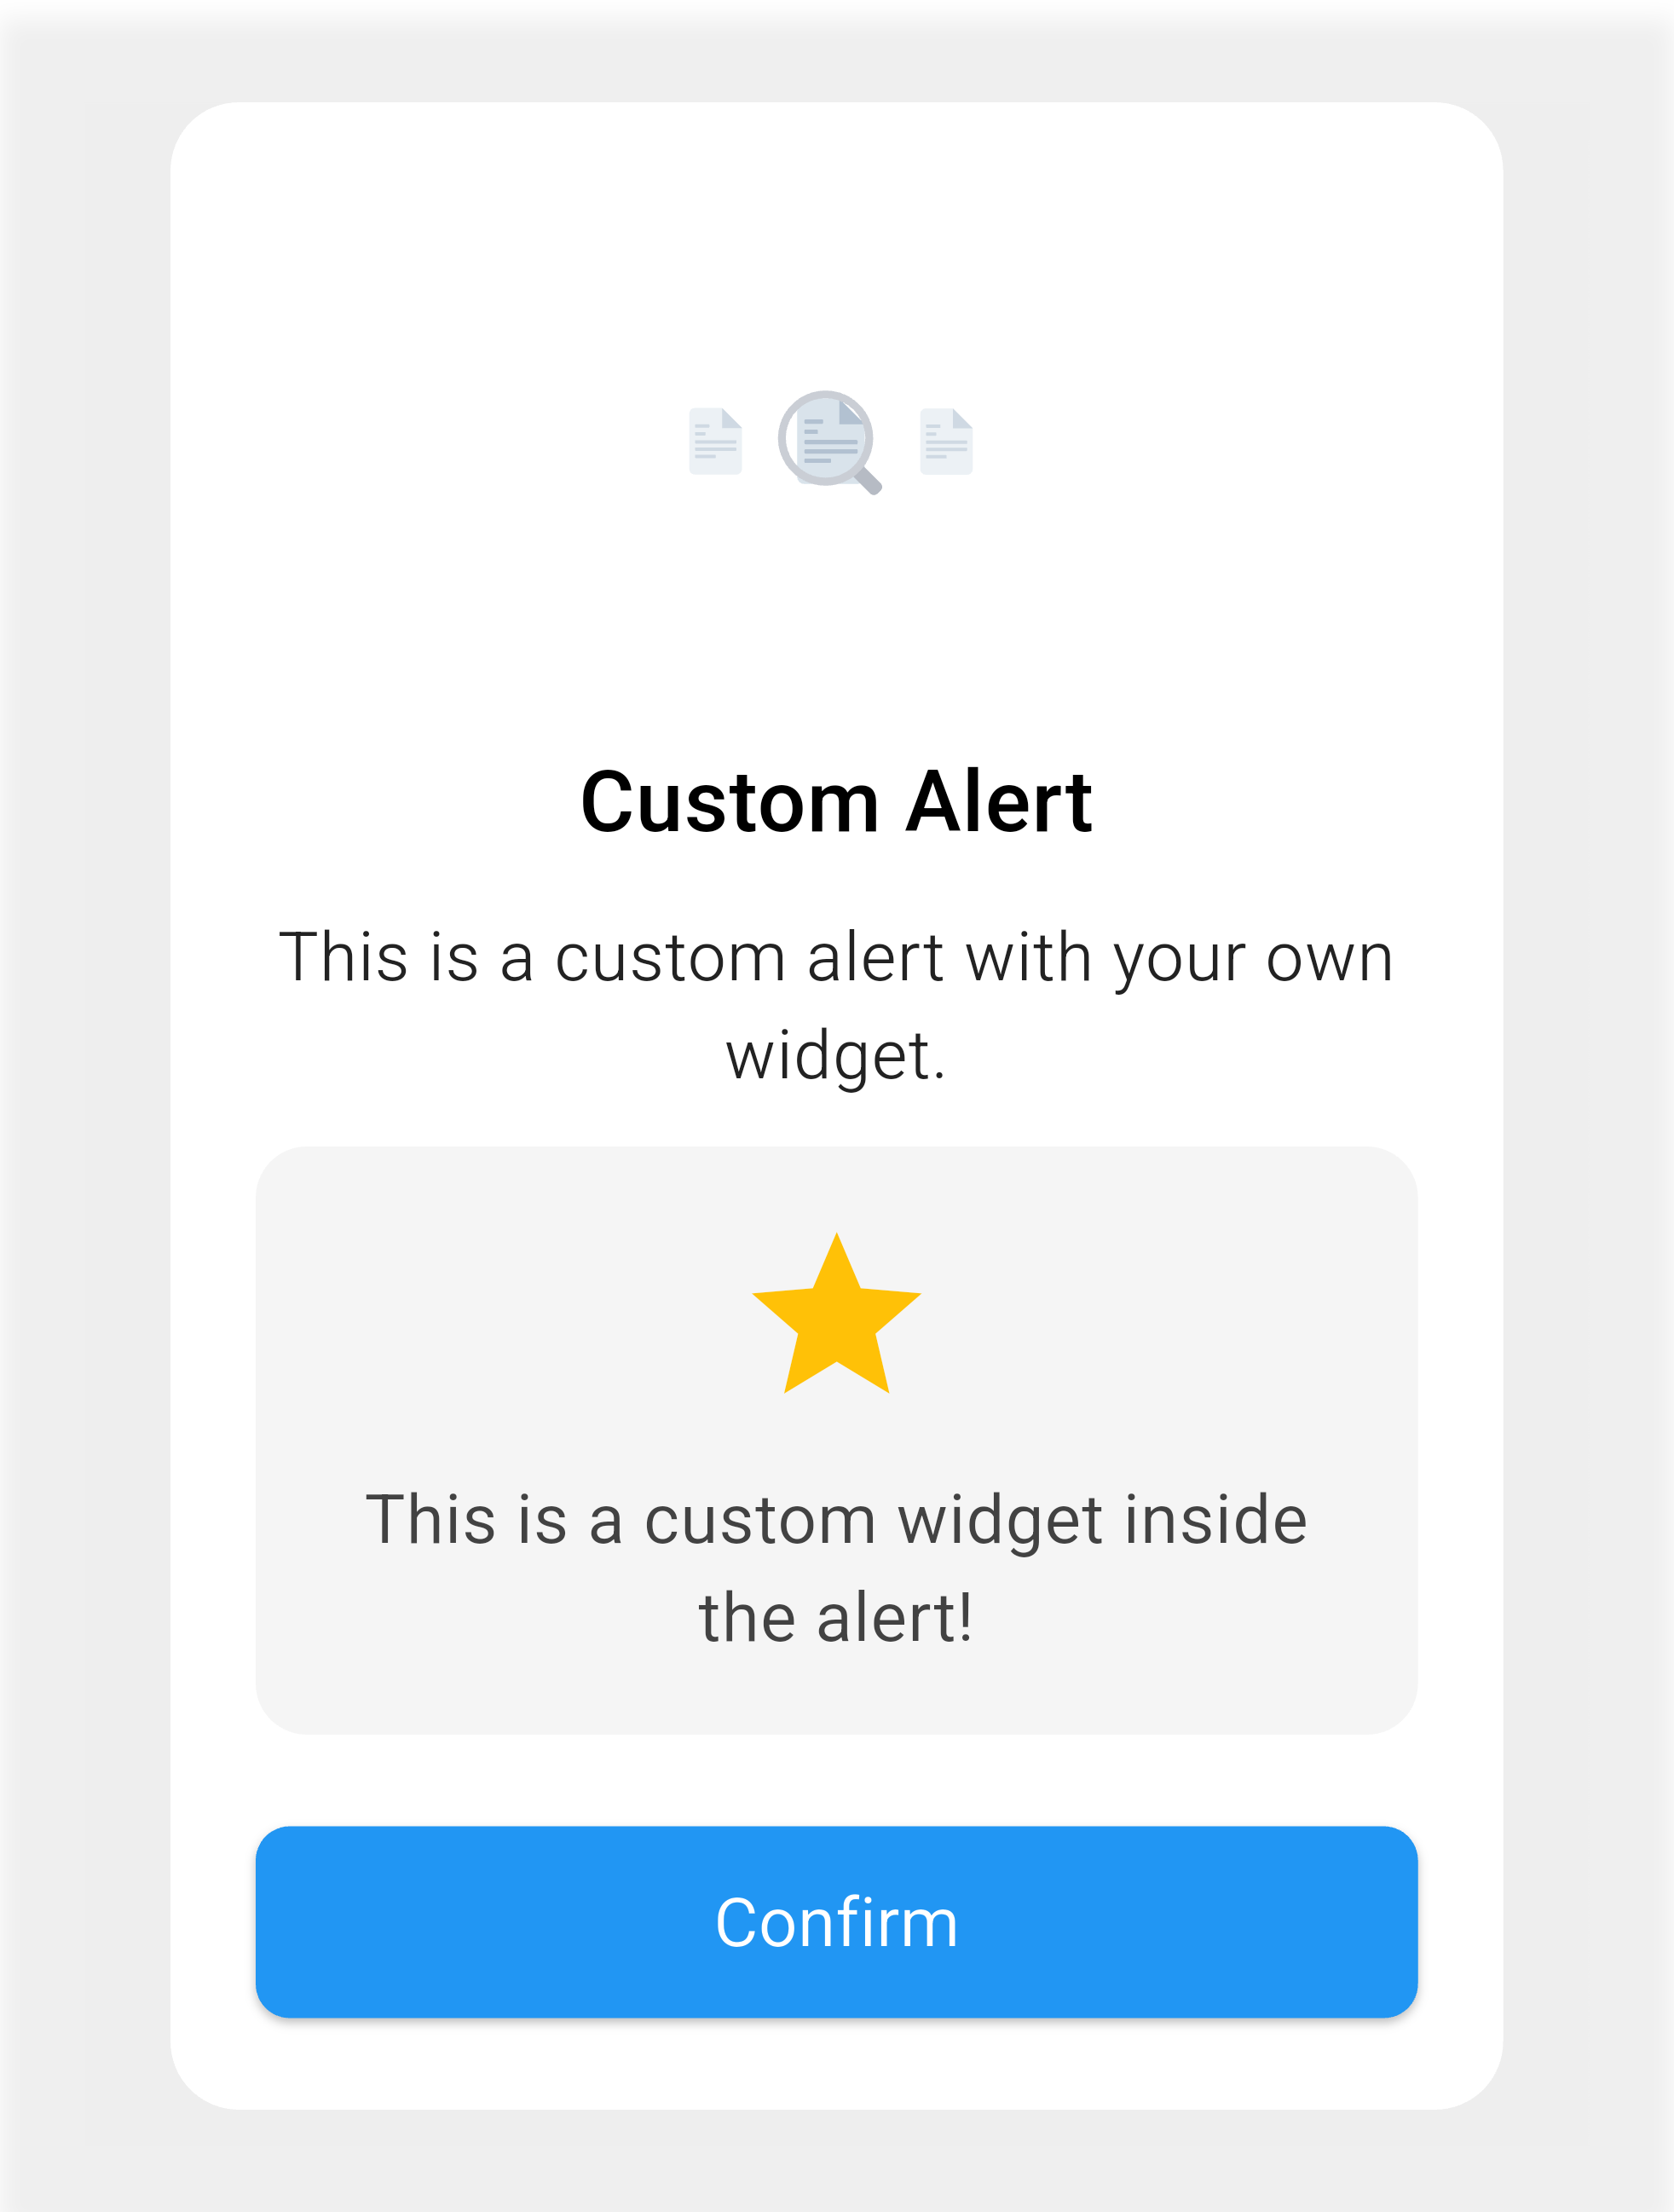 Custom Alert
This is a custom alert with your own
widget.
This is a custom widget inside
the alert!
Confirm